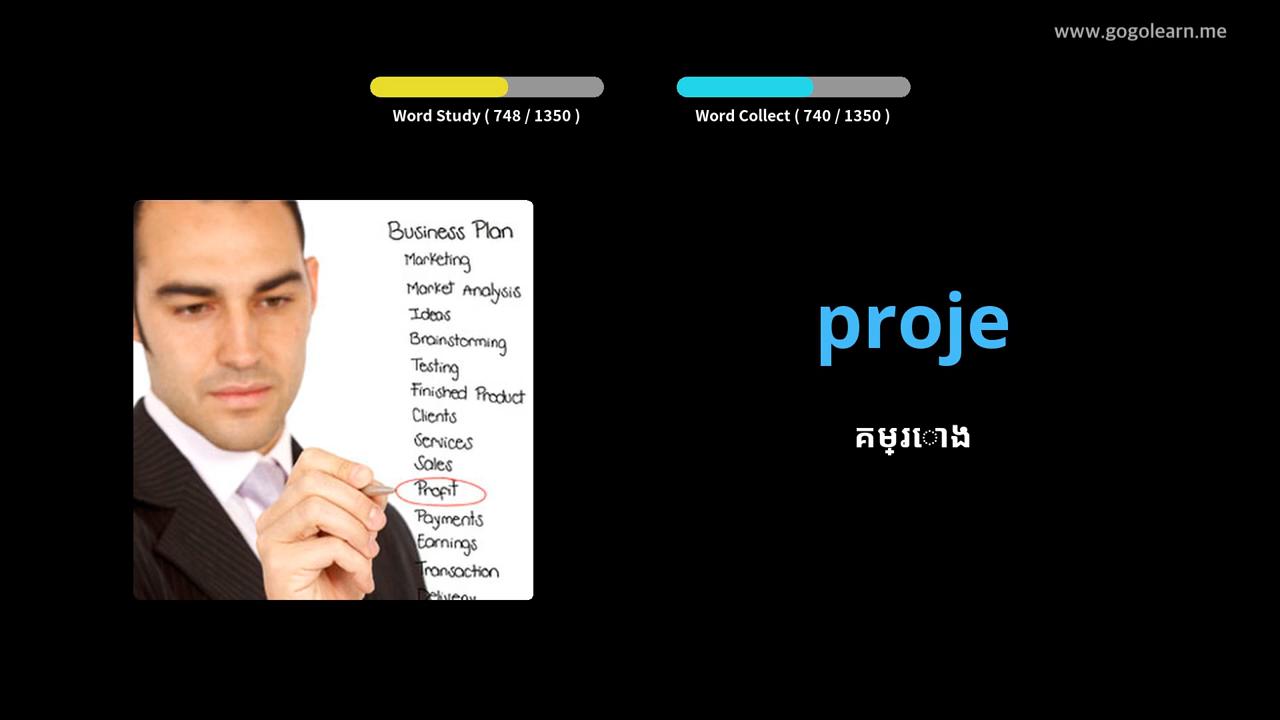 www.gogolearn.me
Word Study ( 748 / 1350 )
Word Collect ( 740 / 1350 )
Business Plan
Marketing
Market Analysis
Ideas
Brainstorming
Testing
Finished Product
Clients
Services
Sales
Profit
Payments
Earnings
Transaction
Delivery
proje
គម្រោង